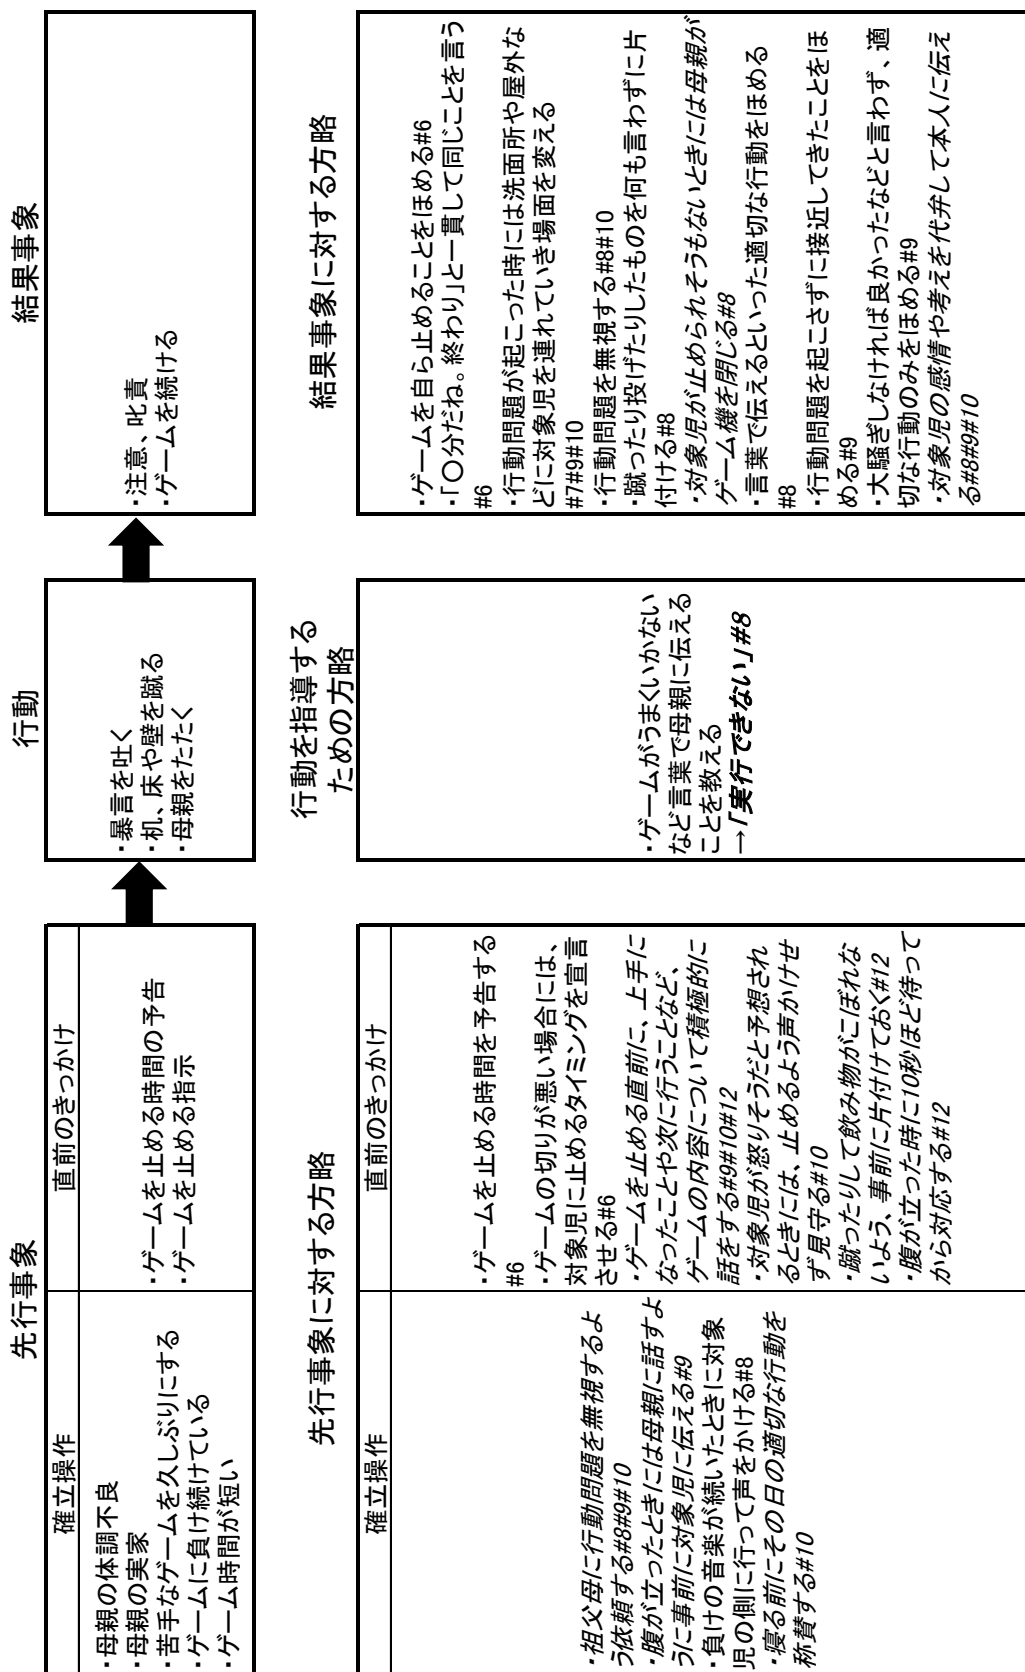 先行事象
確立操作
・母親の体調不良
・母親の実家
・苦手なゲームを久しぶりにする
・ゲームに負け続けている
・ゲーム時間が短い
直前のきっかけ
・ゲームを止める時間の予告
・ゲームを止める指示
行動
・暴言を吐く
・机、床や壁を蹴る
・母親をたたく
結果事象
・注意、叱責
・ゲームを続ける
先行事象に対する方略
確立操作
・祖父母に行動問題を無視するよ
う依頼する#8#9#10
・腹が立ったときには母親に話すよ
うに事前に対象児に伝える#9
・負けの音楽が続いたときに対象
児の側に行って声をかける#8
・寝る前にその日の適切な行動を
称賛する#10
直前のきっかけ
・ゲームを止める時間を予告する
#6
・ゲームの切りが悪い場合には、
対象児に止めるタイミングを宣言
させる#6
・ゲームを止める直前に、上手に
なったことや次に行うことなど、
ゲームの内容について積極的に
話をする#9#10#12
・対象児が怒りそうだと予想され
るときには、止めるよう声かけせ
ず見守る#10
・蹴ったりして飲み物がこぼれな
いよう、事前に片付けておく#12
・腹が立った時に10秒ほど待って
から対応する#12
行動を指導する
ための方略
・ゲームがうまくいかない
など言葉で母親に伝える
ことを教える
→「実行できない」#8
結果事象に対する方略
・ゲームを自ら止めることをほめる#6
・「〇分だね。終わり」と一貫して同じことを言う
#6
・行動問題が起こった時には洗面所や屋外な
どに対象児を連れていき場面を変える
#7#9#10
・行動問題を無視する#8#10
・蹴ったり投げたりしたものを何も言わずに片
付ける#8
・対象児が止められそうもないときには母親が
ゲーム機を閉じる#8
・言葉で伝えるといった適切な行動をほめる
#8
・行動問題を起こさずに接近してきたことをほ
める#9
・大騒ぎしなければ良かったなどと言わず、適
切な行動のみをほめる#9
・対象児の感情や考えを代弁して本人に伝え
る#8#9#10